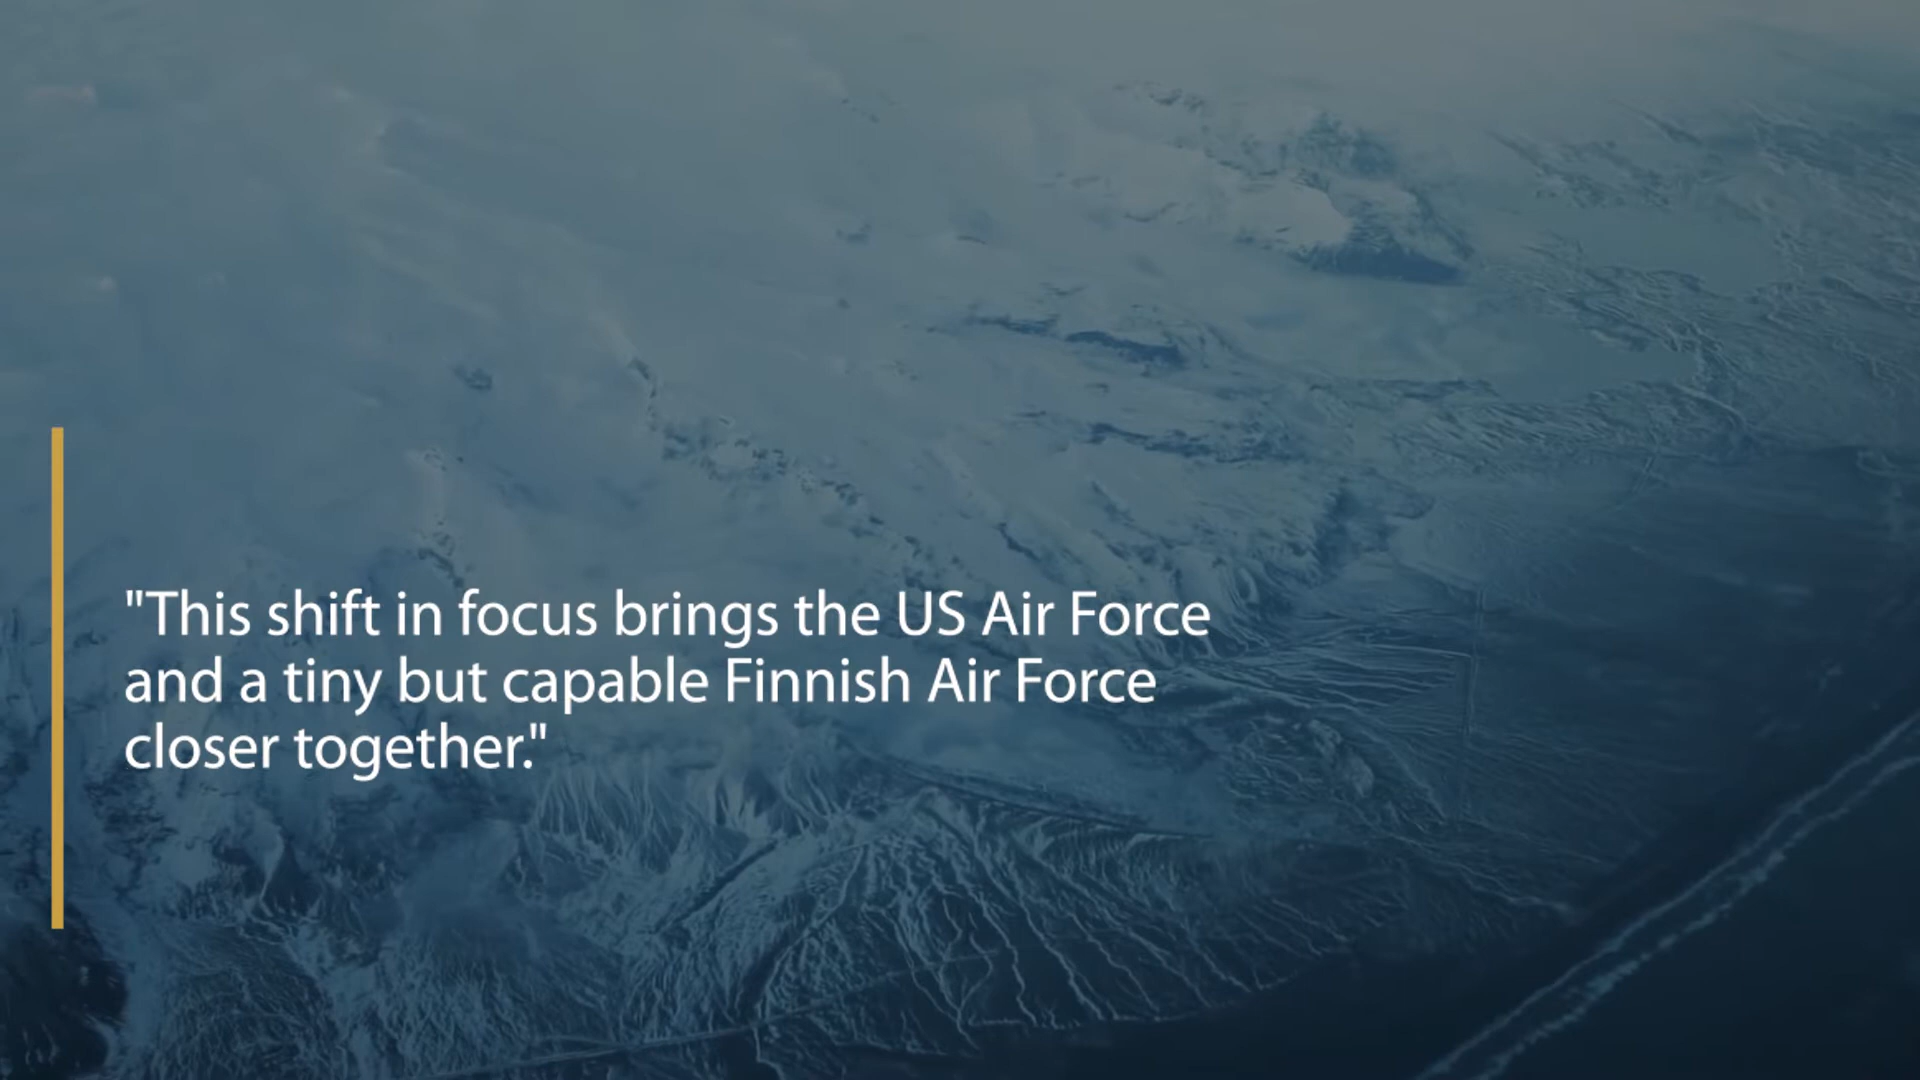 "This shift in focus brings the US Air Force
and a tiny but capable Finnish Air Force
closer together."